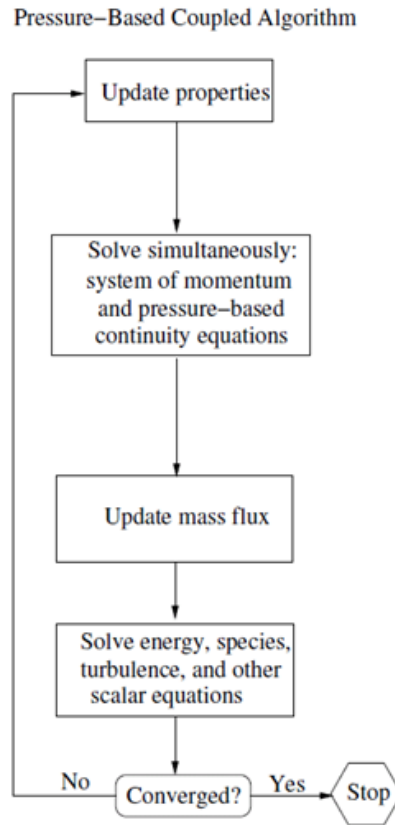 Pressure−Based Coupled Algorithm
Update properties
Solve simultaneously:
system of momentum
and pressure−based
continuity equations
Update mass flux
Solve energy, species,
turbulence, and other
scalar equations
No
Converged?
Yes
Stop